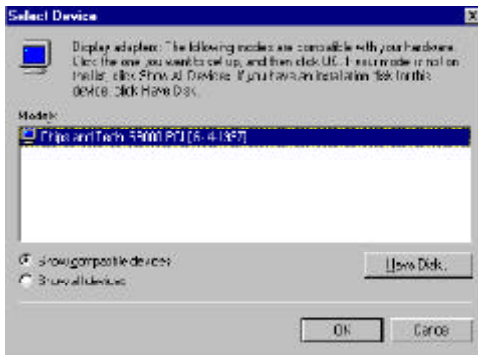 Select Device
Display adapters: The following models are compatible with your hardware.
Click the one you want to set up, and then click OK. If your model is not on
the list, click Show All Devices. If you have an installation disk for this
device, click Have Disk.
Models:
Chips and Tech. PCI
Show compatible devices
Show all devices
Have Disk...
OK
Cancel